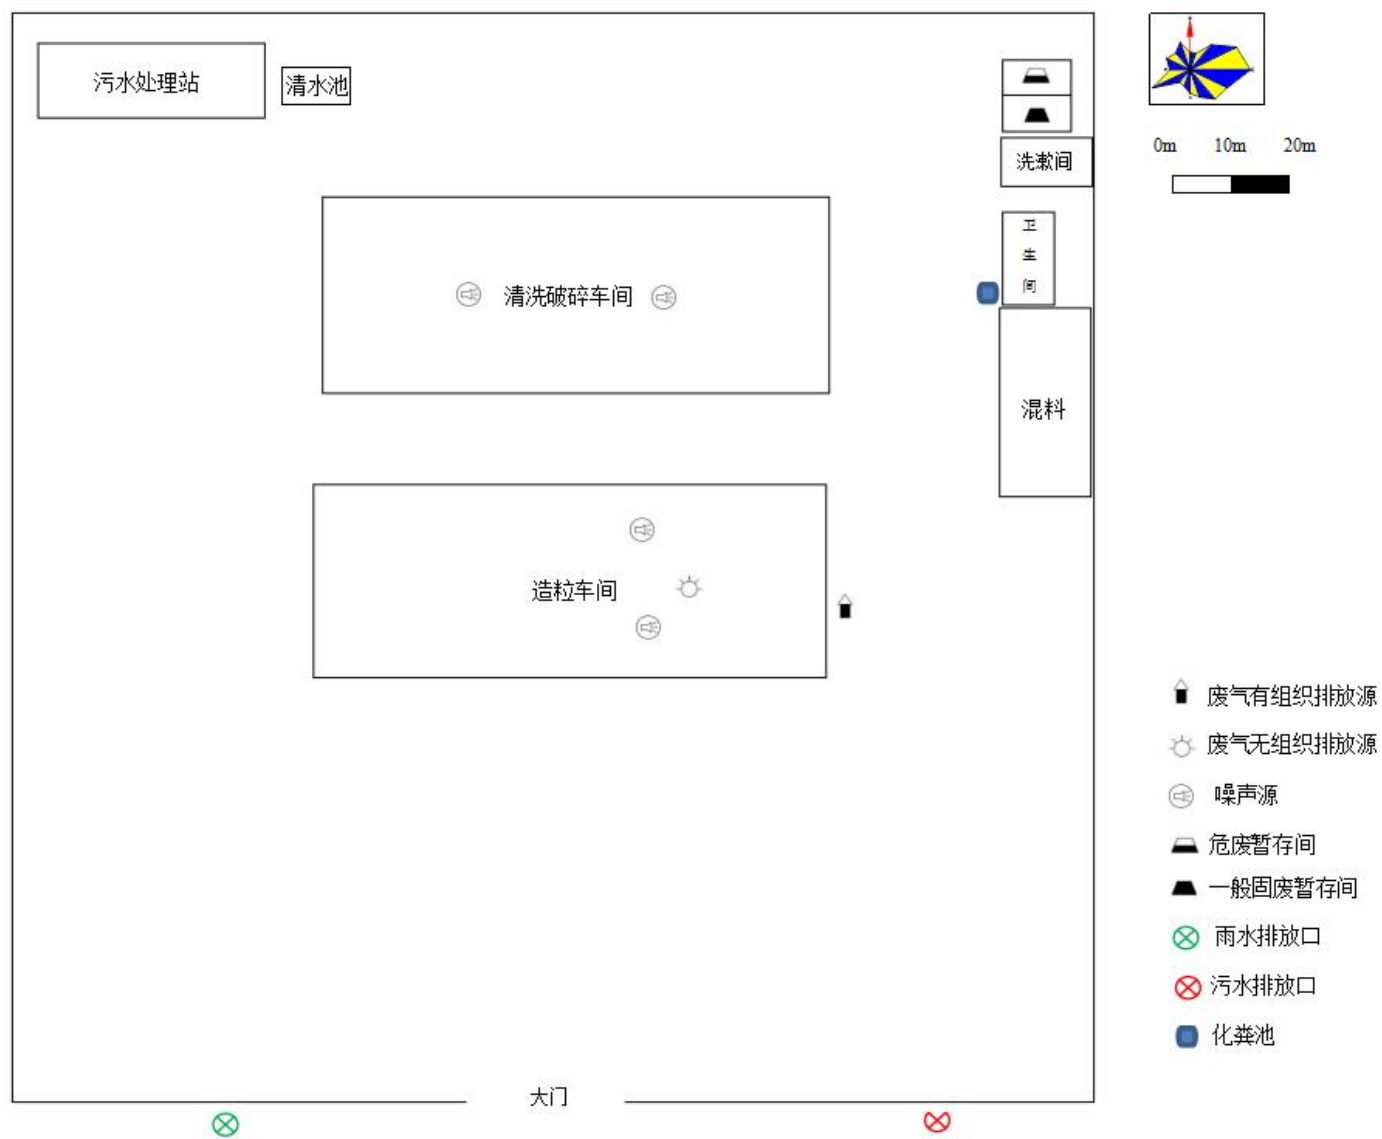 污水处理站
清水池
洗漱间
0m 10m 20m
卫
生
间
清洗破碎车间
混料
造粒车间
废气有组织排放源
废气无组织排放源
噪声源
危废暂存间
一般固废暂存间
雨水排放口
污水排放口
化粪池
大门